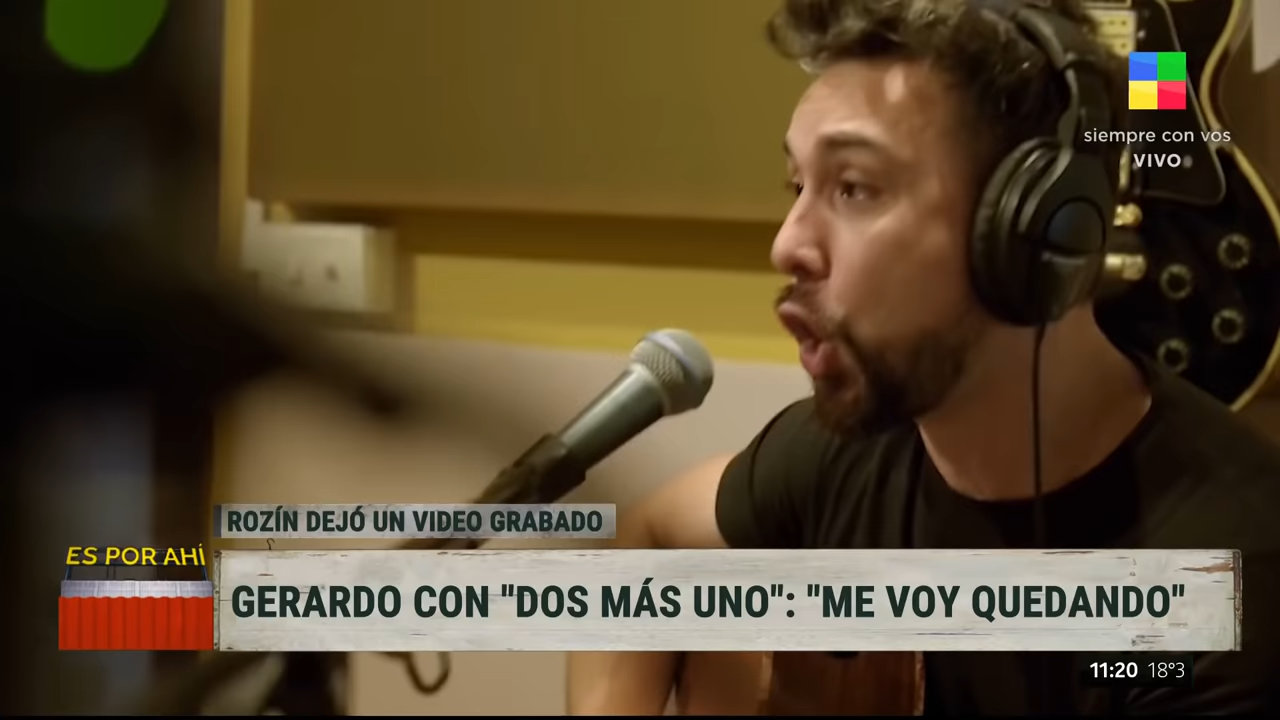 siempre con vos
VIVO
ROZÍN DEJÓ UN VIDEO GRABADO
ES POR AHÍ
GERARDO CON "DOS MÁS UNO": "ME VOY QUEDANDO"
11:20 18°3